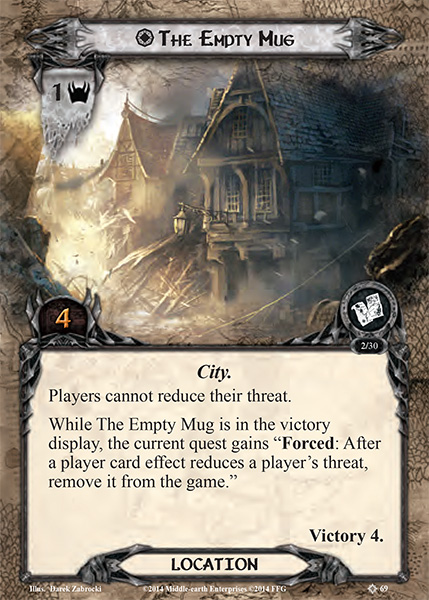 The Empty Mug
1
4
2/30
City.
Players cannot reduce their threat.
While The Empty Mug is in the victory
display, the current quest gains “Forced: After
a player card effect reduces a player’s threat,
remove it from the game.”
Victory 4.
LOCATION
Illus. Darek Zabrocki ©2014 Middle-earth Enterprises ©2014 FFG 69